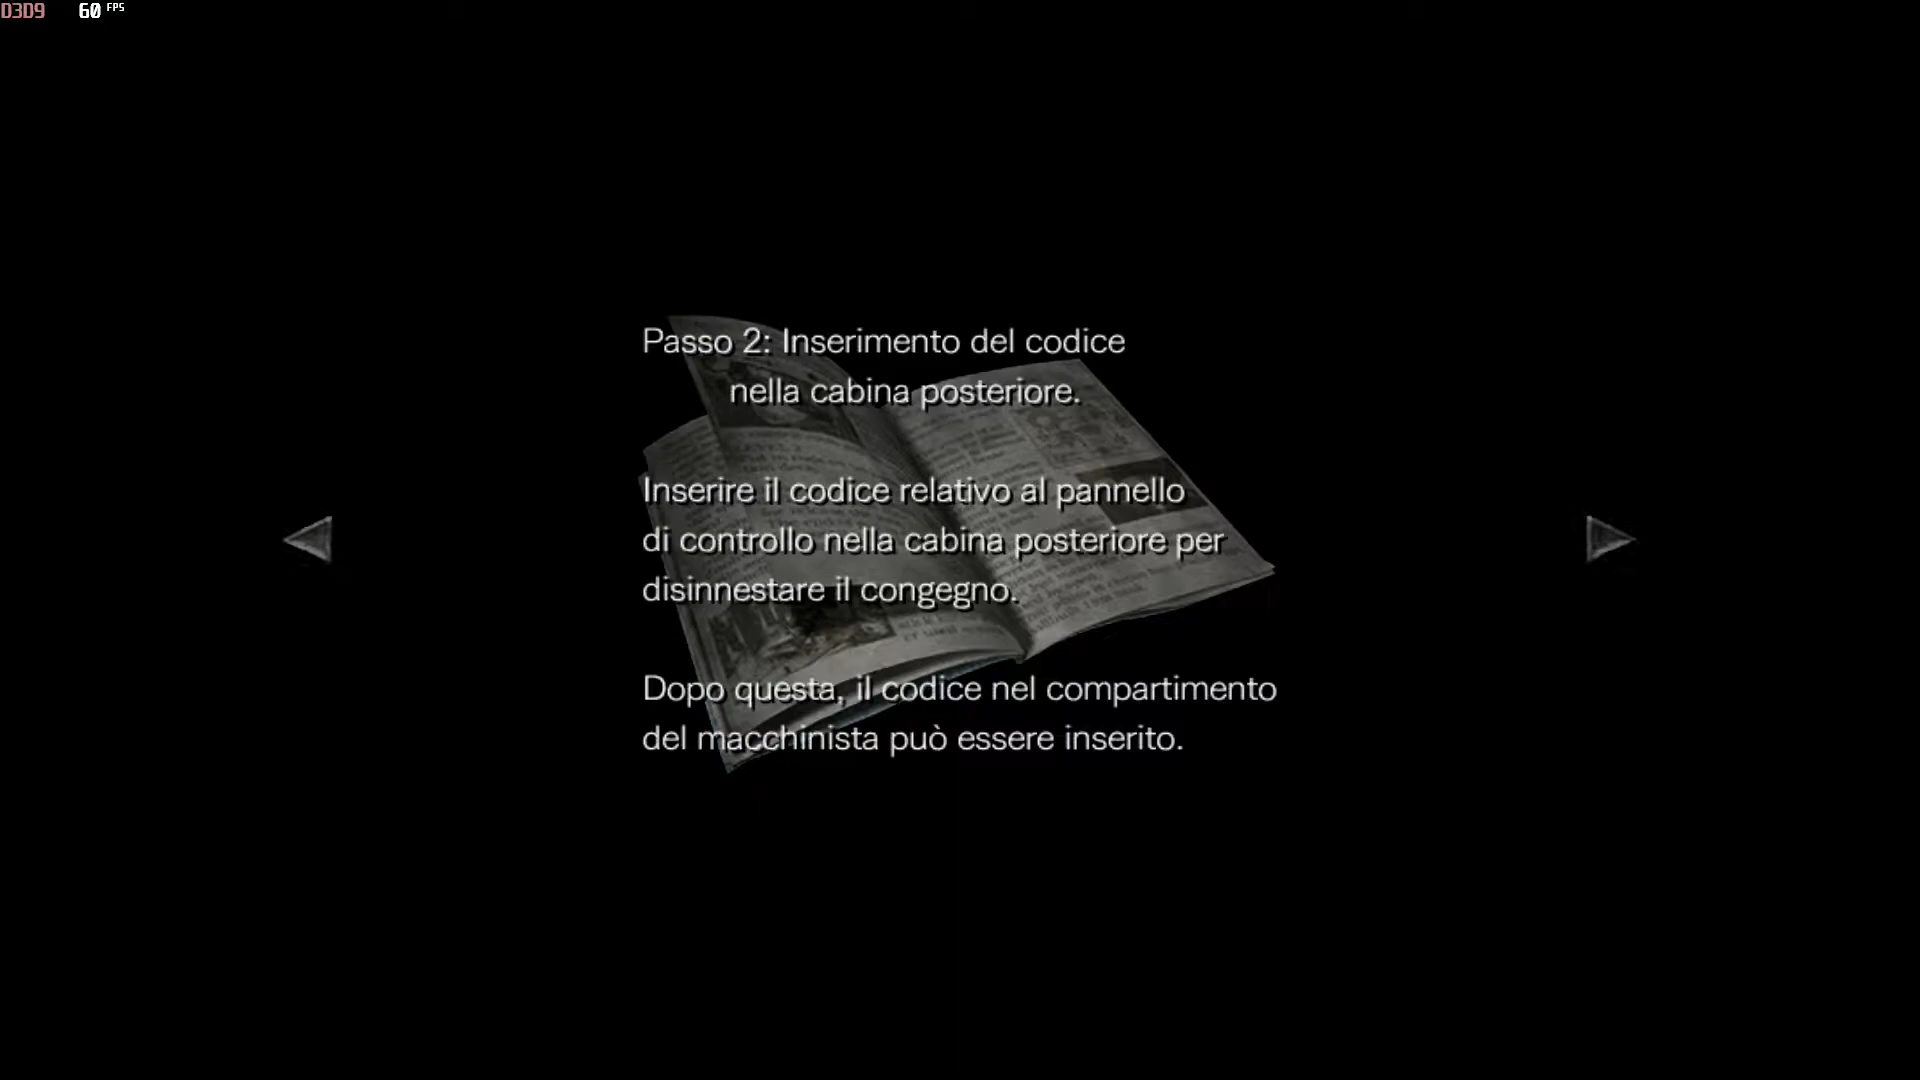 D3D9 60 FPS
Passo 2: Inserimento del codice
nella cabina posteriore.
Inserire il codice relativo al pannello
di controllo nella cabina posteriore per
disinnestare il congegno.
Dopo questa, il codice nel compartimento
del macchinista può essere inserito.